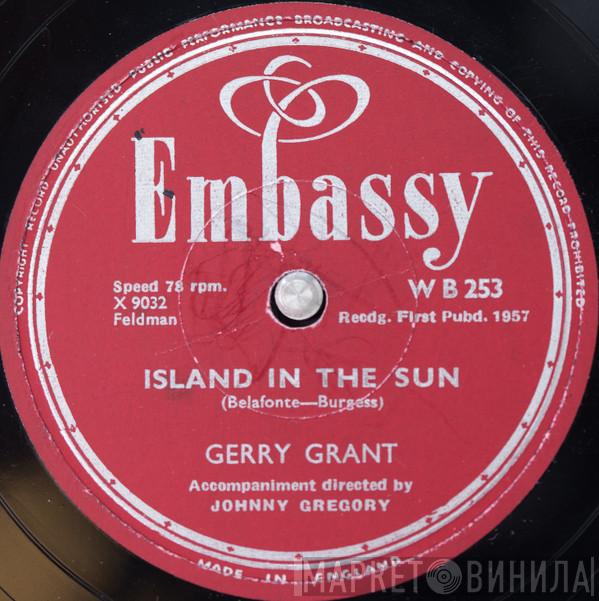 COPYRIGHT RECORD UNAUTHORISED PUBLIC PERFORMANCE BROADCASTING AND COPYING OF THIS RECORD PROHIBITED
Embassy
Speed 78 rpm.
X 9032
Feldman
WB 253
Recdg. First Pubd. 1957
ISLAND IN THE SUN
(Belafonte—Burgess)
GERRY GRANT
Accompaniment directed by
JOHNNY GREGORY
MADE IN ENGLAND
МАРКЕТ ВИНИЛА